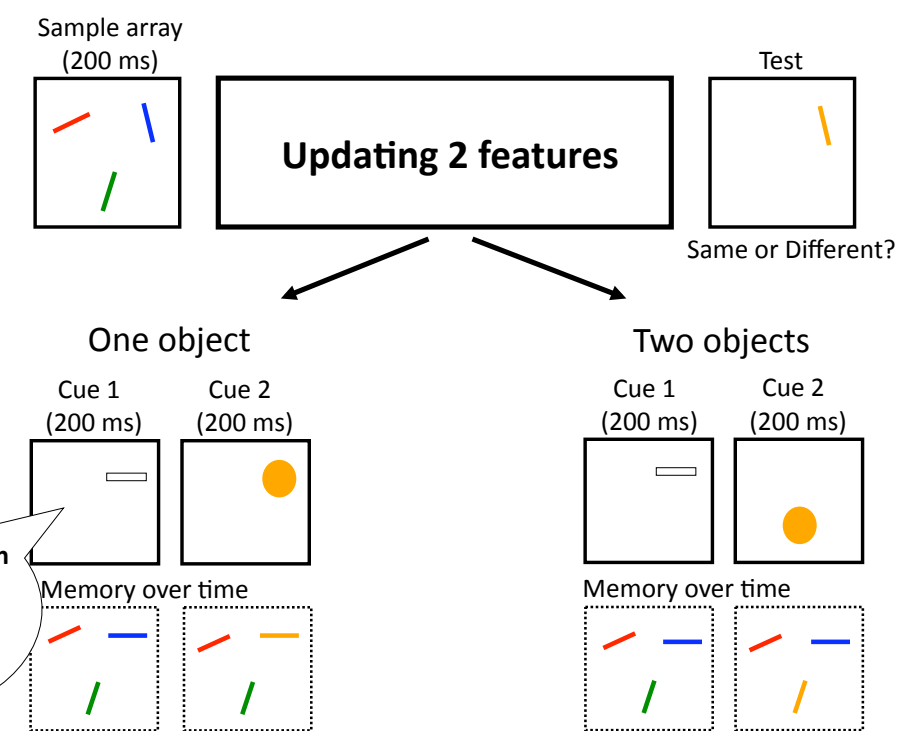 Sample array
(200 ms)
Test
Updating 2 features
Same or Different?
One object
Two objects
Cue 1
(200 ms)
Cue 2
(200 ms)
Cue 1
(200 ms)
Cue 2
(200 ms)
Memory over time
Memory over time